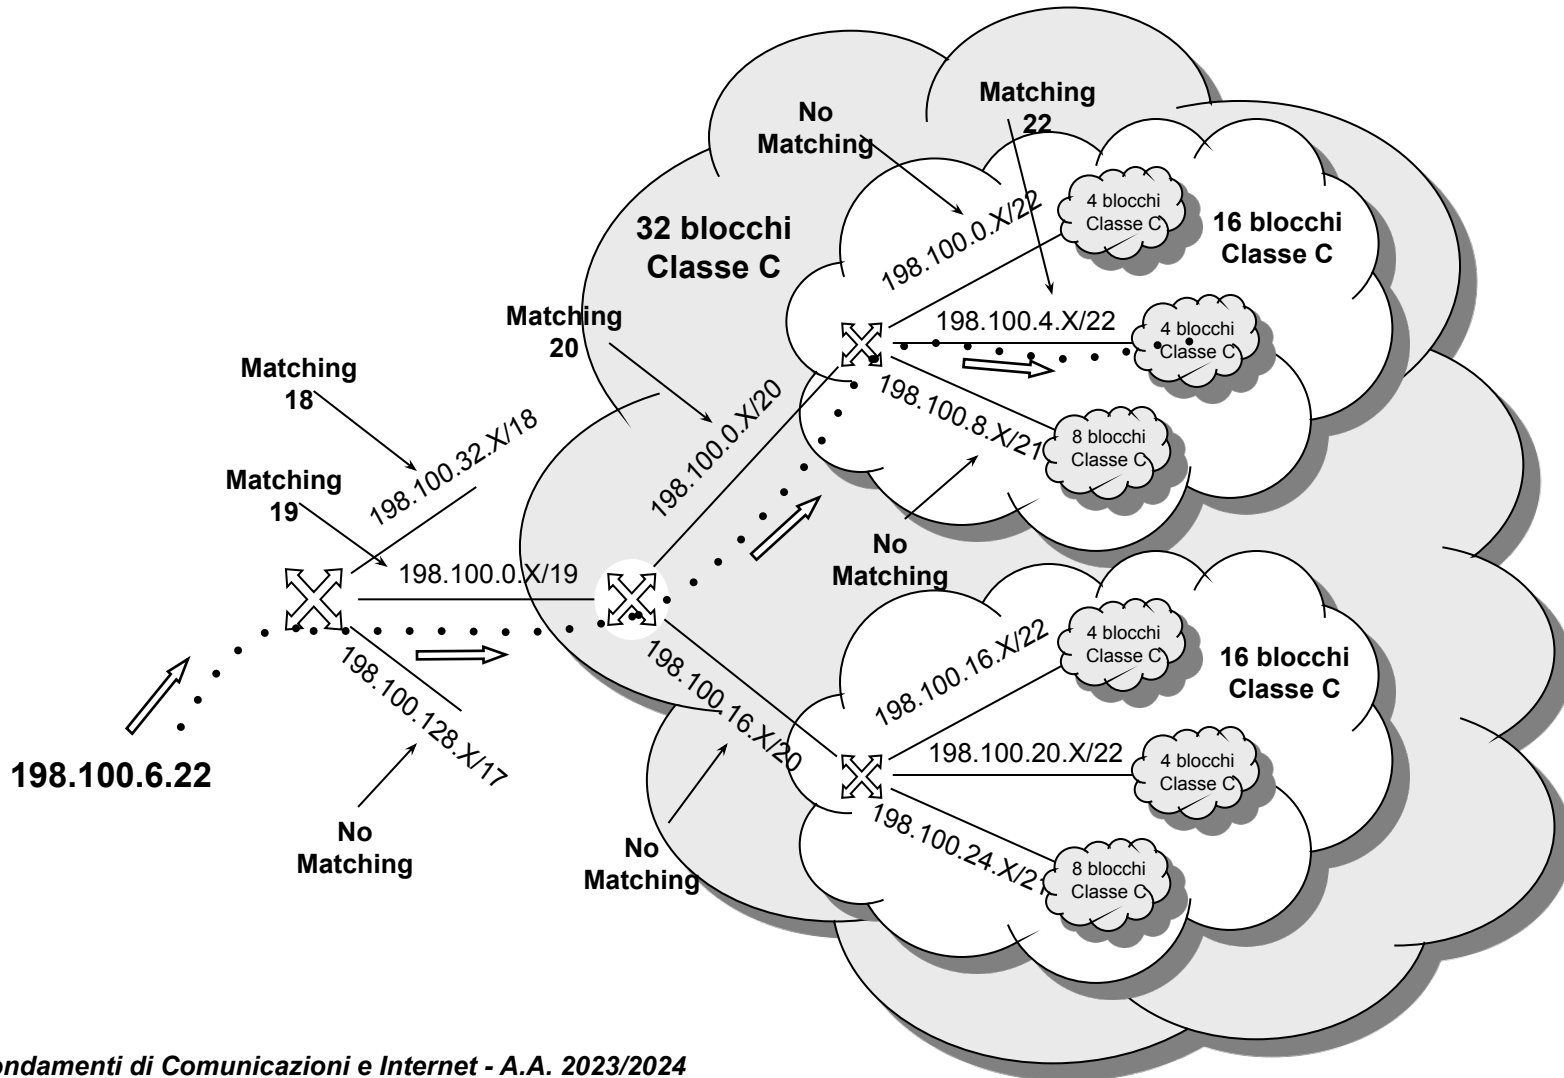 No
Matching
Matching
22
32 blocchi
Classe C
198.100.0.X/22
4 blocchi
Classe C
16 blocchi
Classe C
Matching
20
198.100.4.X/22
4 blocchi
Classe C
Matching
18
198.100.32.X/18
198.100.0.X/20
198.100.8.X/21
8 blocchi
Classe C
Matching
19
198.100.0.X/19
No
Matching
198.100.6.22
198.100.128.X/17
No
Matching
198.100.16.X/20
No
Matching
198.100.16.X/22
4 blocchi
Classe C
16 blocchi
Classe C
198.100.20.X/22
4 blocchi
Classe C
198.100.24.X/21
8 blocchi
Classe C
ondamenti di Comunicazioni e Internet - A.A. 2023/2024